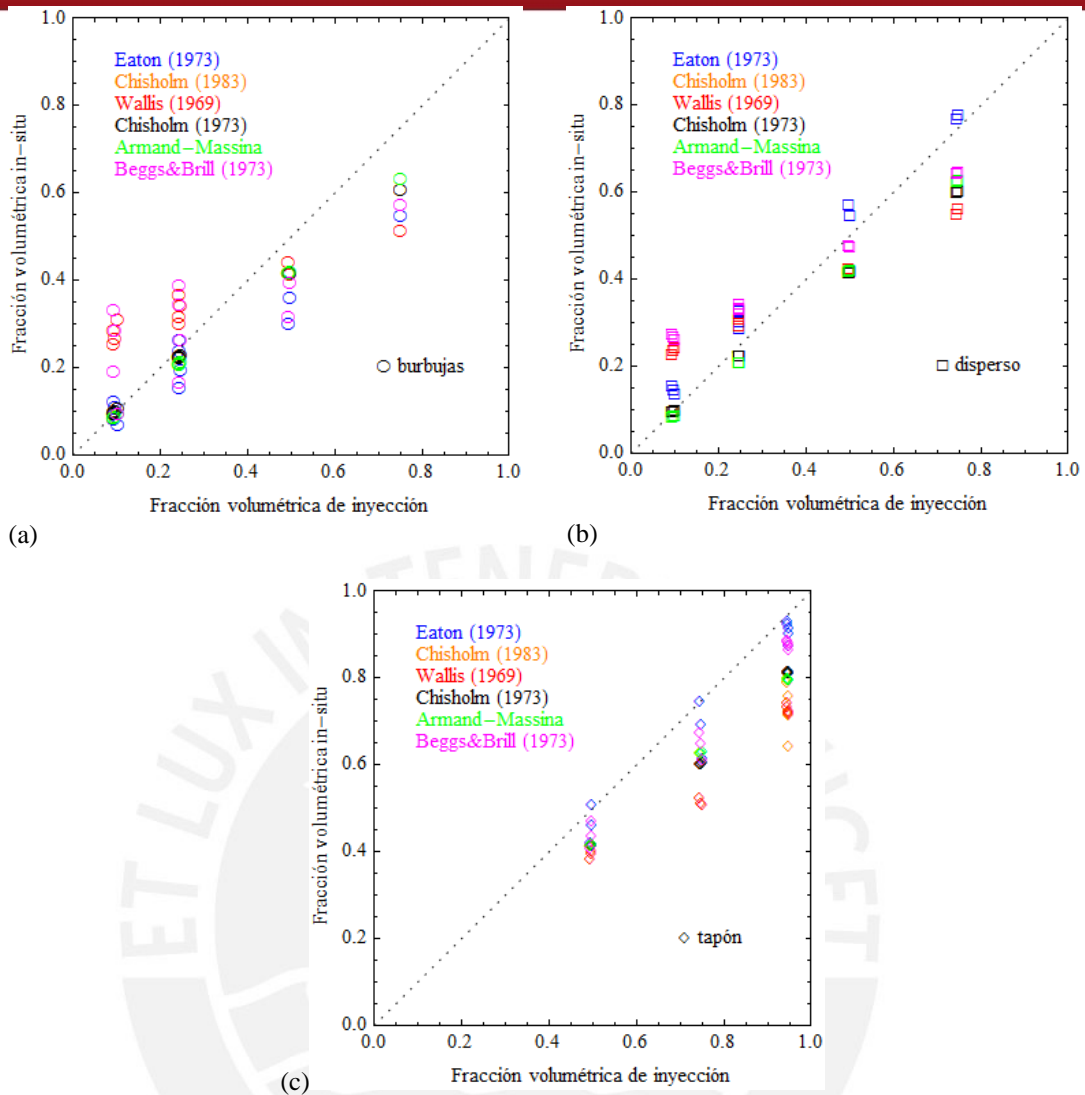 1.0
0.8
0.6
0.4
0.2
0.0
Fracción volumétrica in−situ
Eaton (1973)
Chisholm (1983)
Wallis (1969)
Chisholm (1973)
Armand−Massina
Beggs&Brill (1973)
burbujas
0.0 0.2 0.4 0.6 0.8 1.0
Fracción volumétrica de inyección
(a)
1.0
0.8
0.6
0.4
0.2
0.0
Fracción volumétrica in−situ
Eaton (1973)
Chisholm (1983)
Wallis (1969)
Chisholm (1973)
Armand−Massina
Beggs&Brill (1973)
disperso
0.0 0.2 0.4 0.6 0.8 1.0
Fracción volumétrica de inyección
(b)
1.0
0.8
0.6
0.4
0.2
0.0
Fracción volumétrica in−situ
Eaton (1973)
Chisholm (1983)
Wallis (1969)
Chisholm (1973)
Armand−Massina
Beggs&Brill (1973)
tapón
0.0 0.2 0.4 0.6 0.8 1.0
Fracción volumétrica de inyección
(c)
ET LUX IN TENE